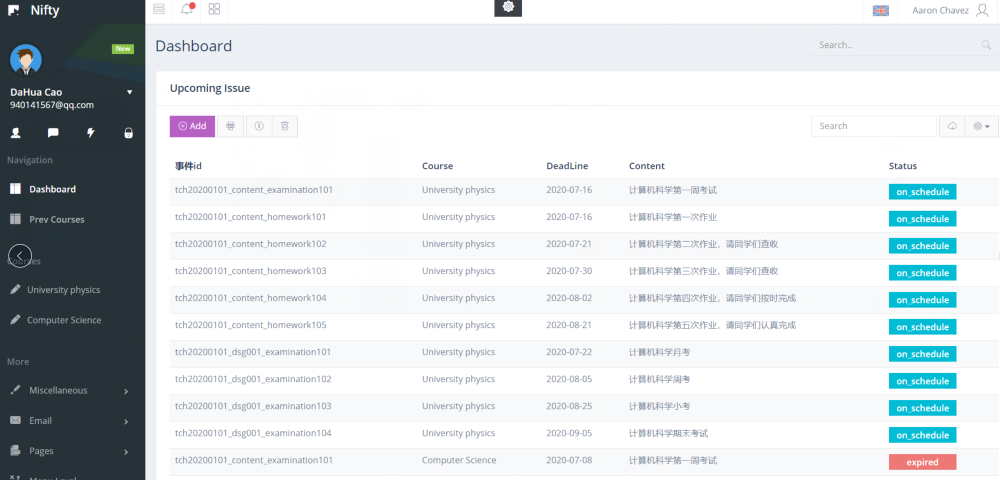 Nifty
Aaron Chavez
New
DaHua Cao
940141567@qq.com
Navigation
Dashboard
Prev Courses
Courses
University physics
Computer Science
More
Miscellaneous
Email
Pages
Menu Level
Dashboard
Search..
Upcoming Issue
Add
Search
事件id Course DeadLine Content Status
tch20200101_content_examination101 University physics 2020-07-16 计算机科学第一周考试 on_schedule
tch20200101_content_homework101 University physics 2020-07-16 计算机科学第一次作业 on_schedule
tch20200101_content_homework102 University physics 2020-07-21 计算机科学第二次作业，请同学们查收 on_schedule
tch20200101_content_homework103 University physics 2020-07-30 计算机科学第三次作业，请同学们查收 on_schedule
tch20200101_content_homework104 University physics 2020-08-02 计算机科学第四次作业，请同学们按时完成 on_schedule
tch20200101_content_homework105 University physics 2020-08-21 计算机科学第五次作业，请同学们认真完成 on_schedule
tch20200101_dsg001_examination101 University physics 2020-07-22 计算机科学月考 on_schedule
tch20200101_dsg001_examination102 University physics 2020-08-05 计算机科学周考 on_schedule
tch20200101_dsg001_examination103 University physics 2020-08-25 计算机科学小考 on_schedule
tch20200101_dsg001_examination104 University physics 2020-09-05 计算机科学期末考试 on_schedule
tch20200101_content_examination101 Computer Science 2020-07-08 计算机科学第一周考试 expired